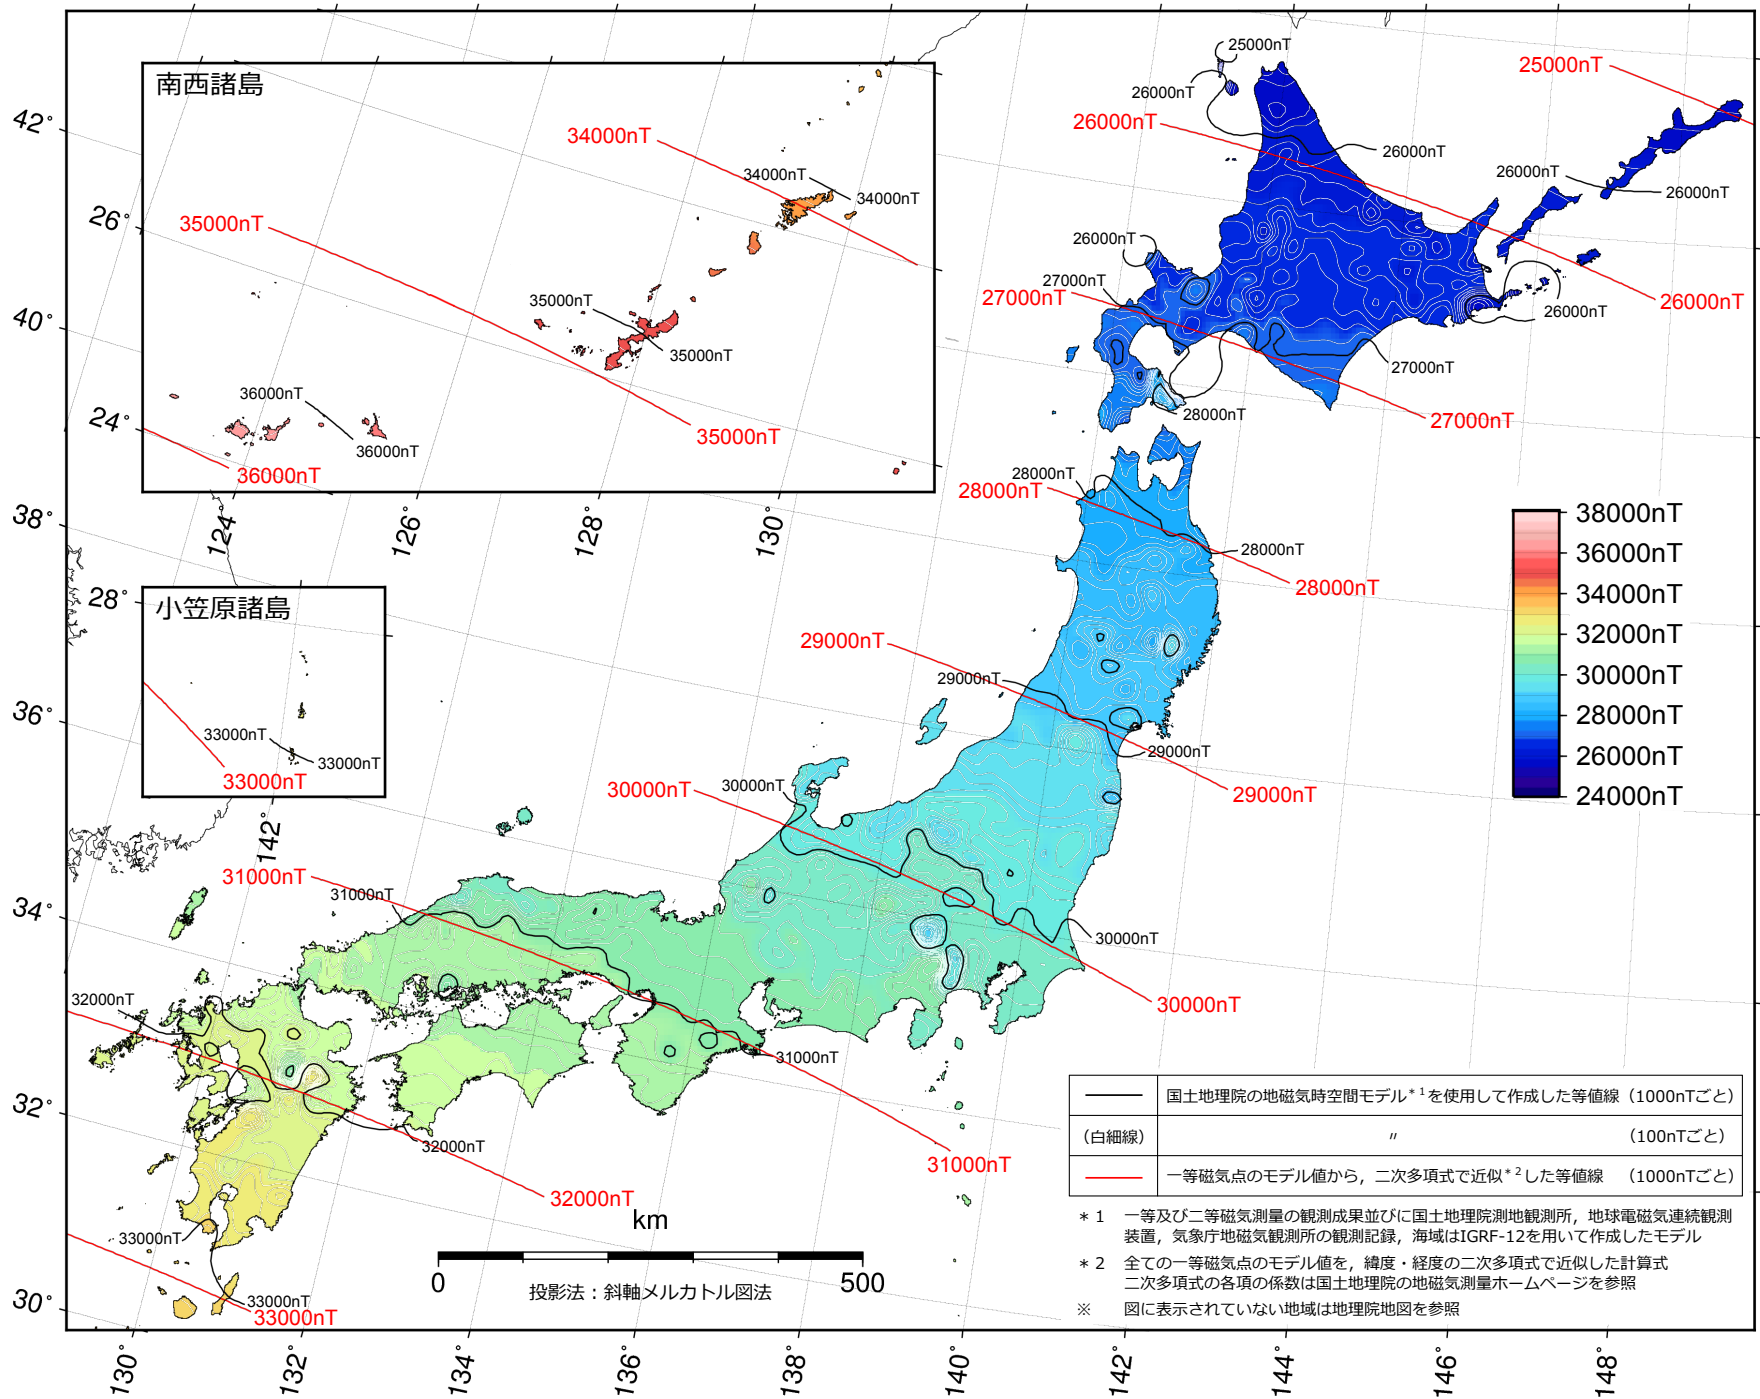 南西諸島
34000nT
34000nT
34000nT
35000nT
35000nT
35000nT
35000nT
36000nT
36000nT
36000nT
小笠原諸島
33000nT
33000nT
33000nT
25000nT
25000nT
26000nT
26000nT
26000nT
26000nT
26000nT
26000nT
26000nT
26000nT
27000nT
27000nT
27000nT
27000nT
28000nT
28000nT
28000nT
28000nT
28000nT
29000nT
29000nT
29000nT
29000nT
30000nT
30000nT
30000nT
30000nT
31000nT
31000nT
31000nT
31000nT
32000nT
32000nT
32000nT
33000nT
33000nT
33000nT
42°
40°
38°
36°
34°
32°
30°
26°
24°
28°
124°
126°
128°
130°
142°
130°
132°
134°
136°
138°
140°
142°
144°
146°
148°
38000nT
36000nT
34000nT
32000nT
30000nT
28000nT
26000nT
24000nT
km
0 500
投影法：斜軸メルカトル図法
国土地理院の地磁気時空間モデル*1を使用して作成した等値線（1000nTごと）
（白細線） 〃 （100nTごと）
一等磁気点のモデル値から，二次多項式で近似*2した等値線 （1000nTごと）
＊1 一等及び二等磁気測量の観測成果並びに国土地理院測地観測所，地球電磁気連続観測
装置，気象庁地磁気観測所の観測記録，海域はIGRF-12を用いて作成したモデル
＊2 全ての一等磁気点のモデル値を，緯度・経度の二次多項式で近似した計算式
二次多項式の各項の係数は国土地理院の地磁気測量ホームページを参照
※ 図に表示されていない地域は地理院地図を参照